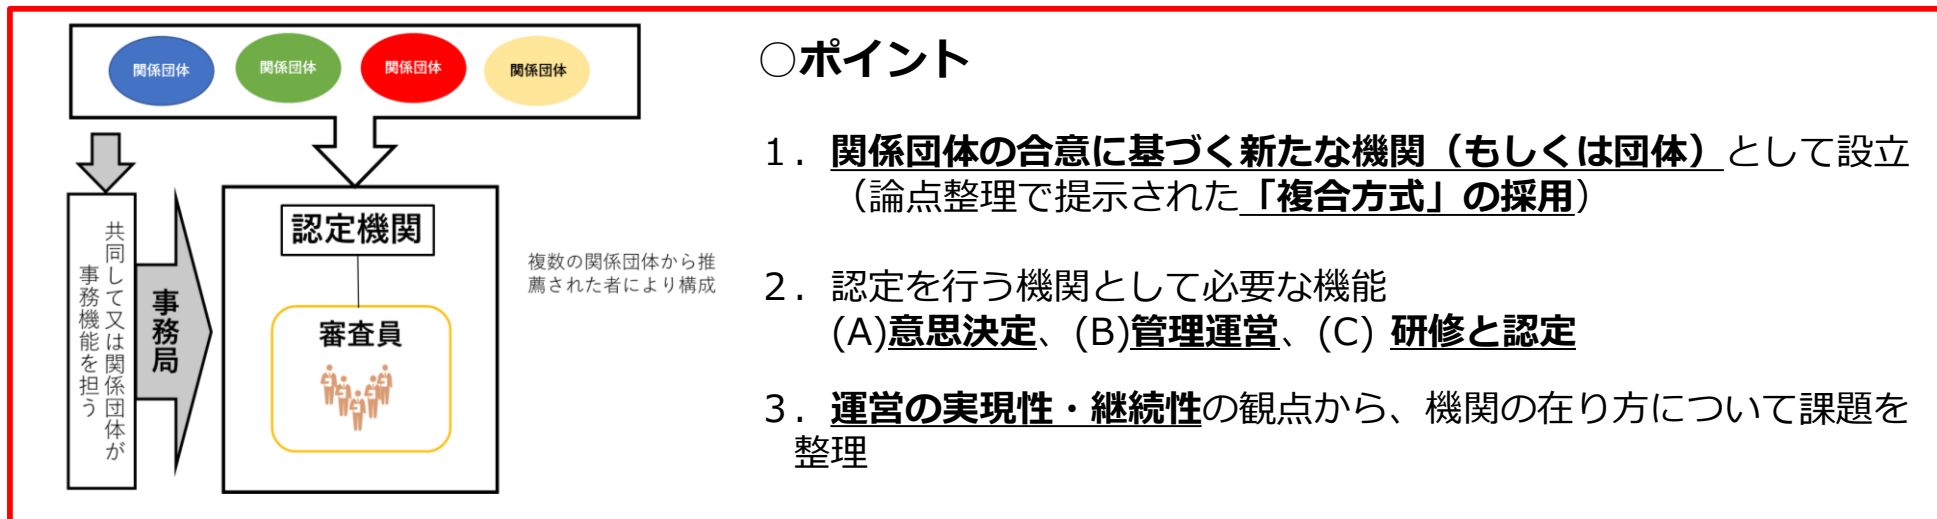 関係団体
関係団体
関係団体
関係団体
関係団体が
共同して又は
事務機能を担う
事務局
認定機関
審査員
複数の関係団体から推
薦された者により構成
○ポイント
１．関係団体の合意に基づく新たな機関（もしくは団体）として設立
（論点整理で提示された「複合方式」の採用）
２．認定を行う機関として必要な機能
(A)意思決定、(B)管理運営、(C) 研修と認定
３．運営の実現性・継続性の観点から、機関の在り方について課題を
整理